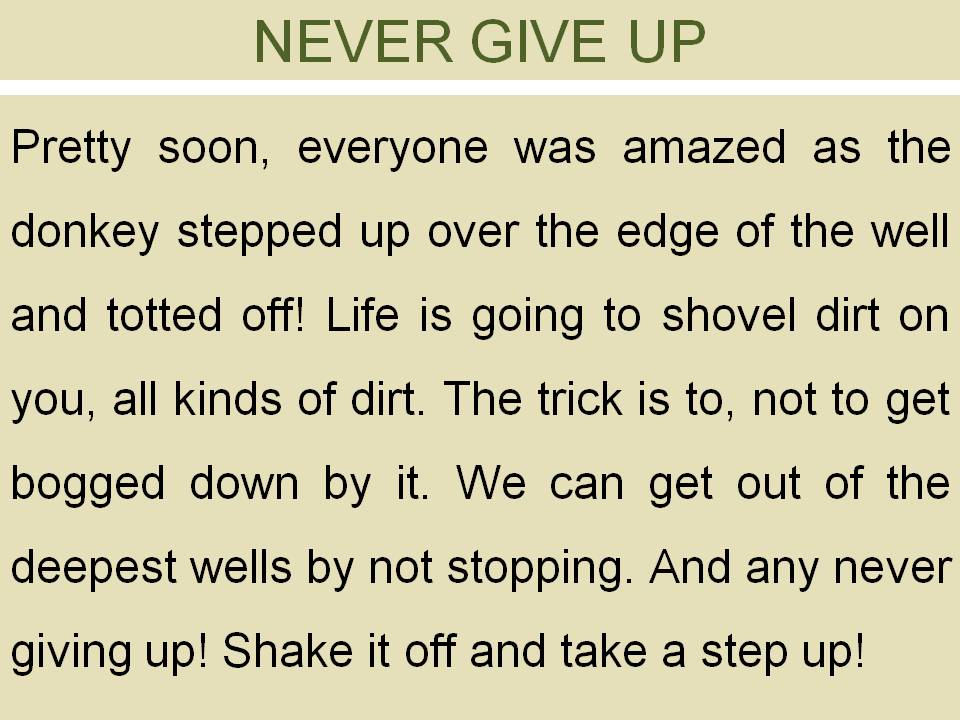 NEVER GIVE UP
Pretty soon, everyone was amazed as the
donkey stepped up over the edge of the well
and totted off! Life is going to shovel dirt on
you, all kinds of dirt. The trick is to, not to get
bogged down by it. We can get out of the
deepest wells by not stopping. And any never
giving up! Shake it off and take a step up!